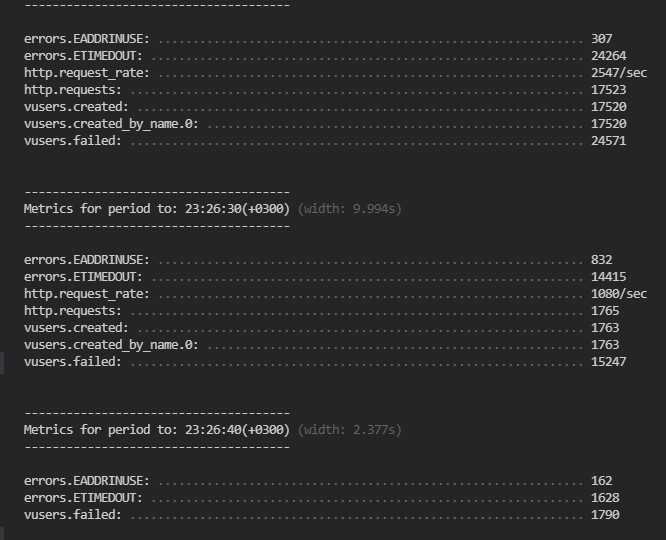 --------------------------------------
errors.EADDRINUSE: ............................................................. 307
errors.ETIMEDOUT: .............................................................. 24264
http.request_rate: ............................................................. 2547/sec
http.requests: ................................................................. 17523
vusers.created: ................................................................ 17520
vusers.created_by_name.0: ...................................................... 17520
vusers.failed: ................................................................. 24571
--------------------------------------
Metrics for period to: 23:26:30(+0300) (width: 9.994s)
--------------------------------------
errors.EADDRINUSE: ............................................................. 832
errors.ETIMEDOUT: .............................................................. 14415
http.request_rate: ............................................................. 1080/sec
http.requests: ................................................................. 1765
vusers.created: ................................................................ 1763
vusers.created_by_name.0: ...................................................... 1763
vusers.failed: ................................................................. 15247
--------------------------------------
Metrics for period to: 23:26:40(+0300) (width: 2.377s)
--------------------------------------
errors.EADDRINUSE: ............................................................. 162
errors.ETIMEDOUT: .............................................................. 1628
vusers.failed: ................................................................. 1790